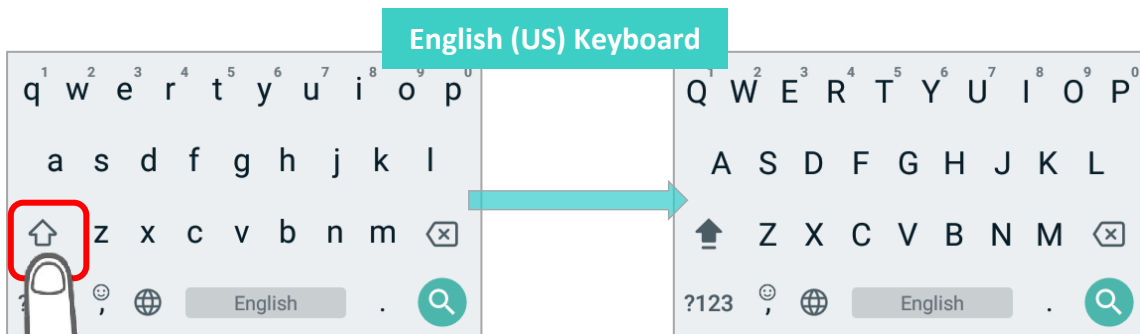 English (US) Keyboard
1 2 3 4 5 6 7 8 9 0
q w e r t y u i o p
a s d f g h j k l
z x c v b n m
? , English .
1 2 3 4 5 6 7 8 9 0
Q W E R T Y U I O P
A S D F G H J K L
Z X C V B N M
?123 , English .